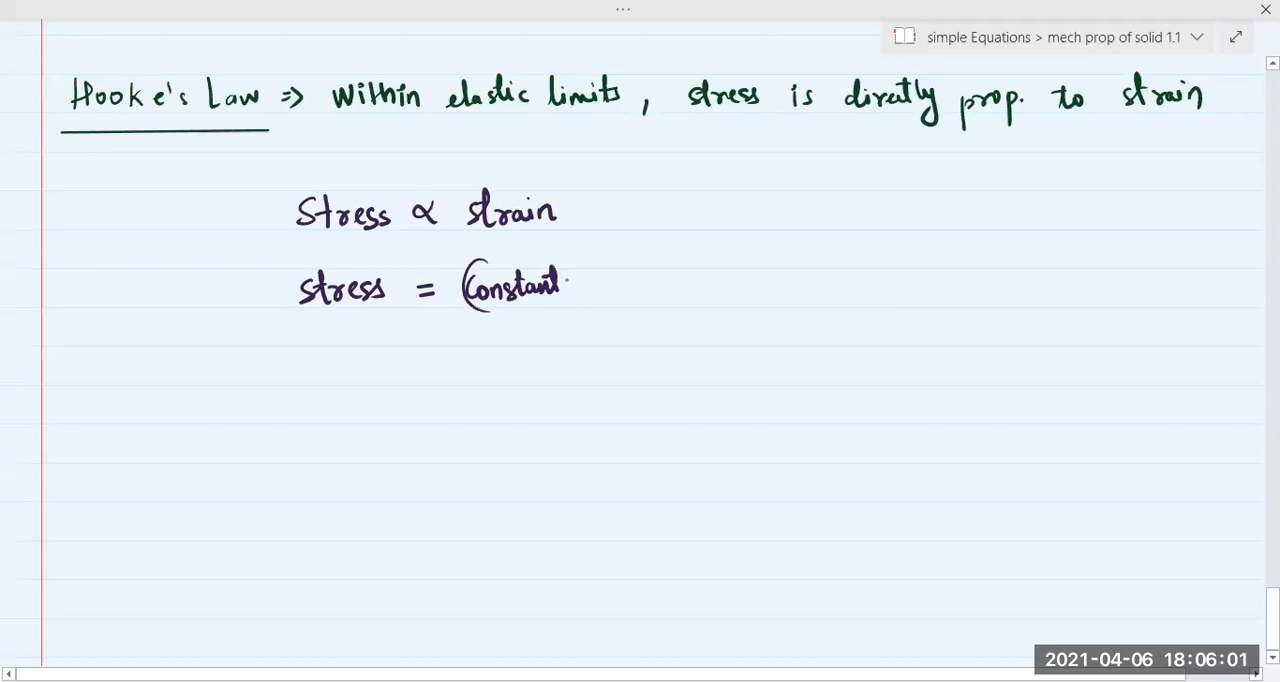 ...
simple Equations > mech prop of solid 1.1
Hooke's Law => Within elastic limits, stress is directly prop. to strain
Stress ∝ strain
stress = (Constant
2021-04-06 18:06:01